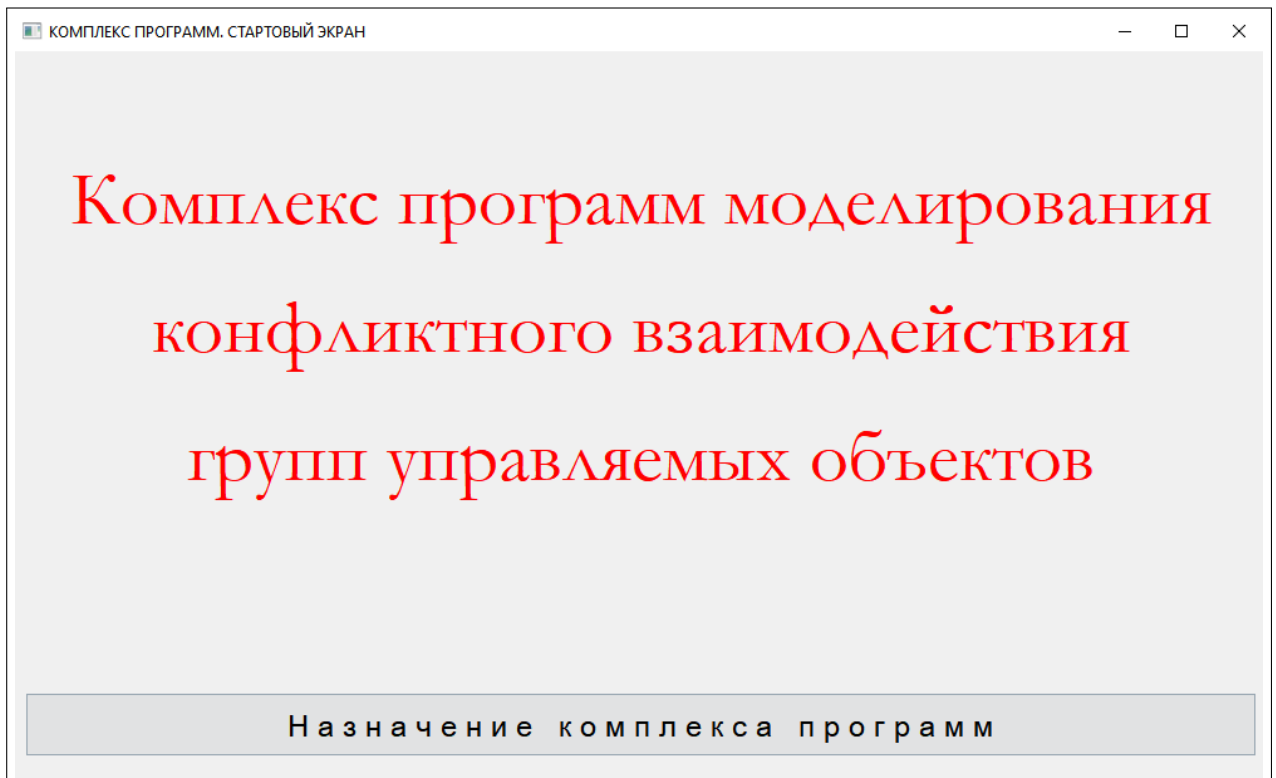 КОМПЛЕКС ПРОГРАММ. СТАРТОВЫЙ ЭКРАН
Комплекс программ моделирования
конфликтного взаимодействия
групп управляемых объектов
Назначение комплекса программ